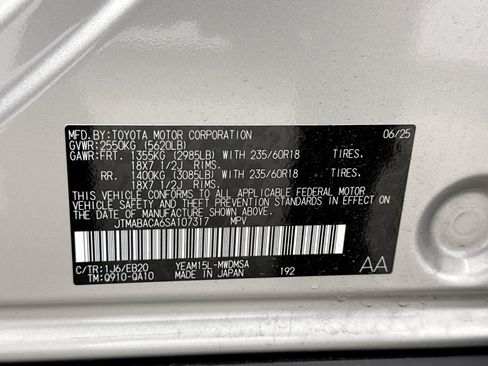 MFD.BY:TOYOTA MOTOR CORPORATION 06/25
GVWR:2550KG (5620LB)
GAWR:FRT. 1355KG (2985LB) WITH 235/60R18 TIRES.
18X7 1/2J RIMS.
RR. 1400KG (3085LB) WITH 235/60R18 TIRES.
18X7 1/2J RIMS.
THIS VEHICLE CONFORMS TO ALL APPLICABLE FEDERAL MOTOR
VEHICLE SAFETY AND THEFT PREVENTION STANDARDS IN
EFFECT ON THE DATE OF MANUFACTURE SHOWN ABOVE.
JTMABACA6SA107317 MPV
C/TR:1J6/EB20 YEAM15L-MWDMSA
TM:Q910-QA10 MADE IN JAPAN 192 AA